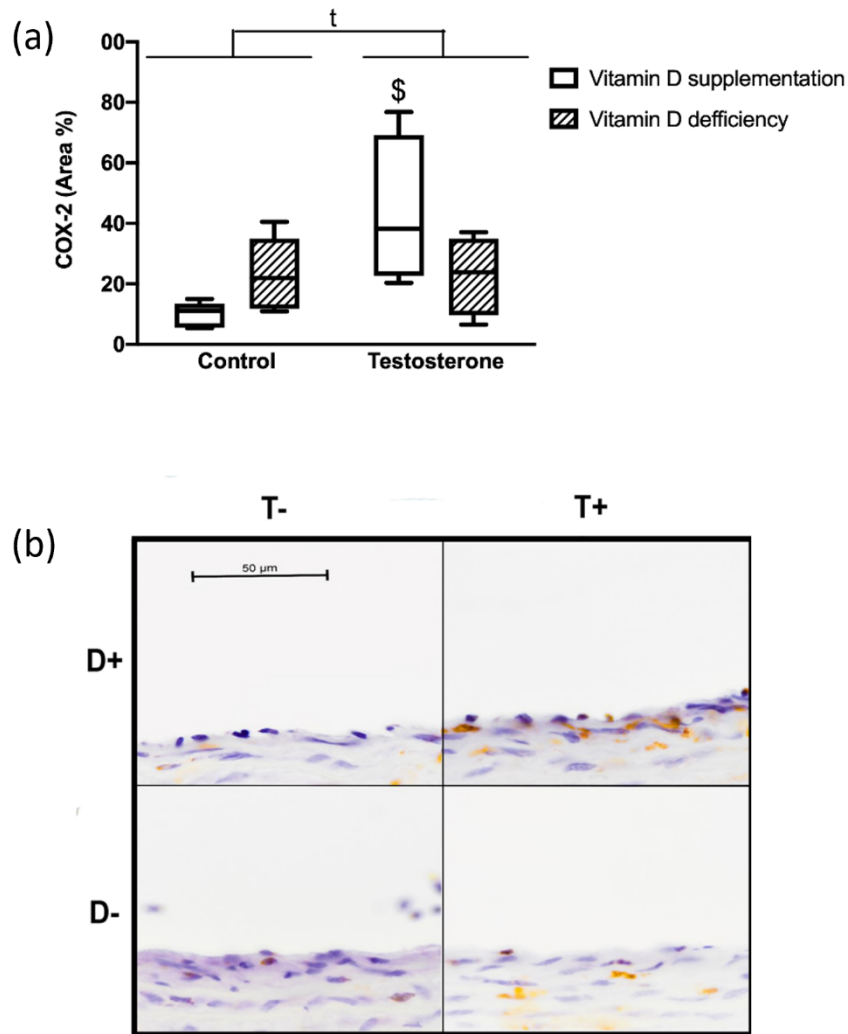 (a)
t
00
80
60
40
20
0
COX-2 (Area %)
$
Control Testosterone
Vitamin D supplementation
Vitamin D defficiency
(b)
T- T+
50 µm
D+
D-